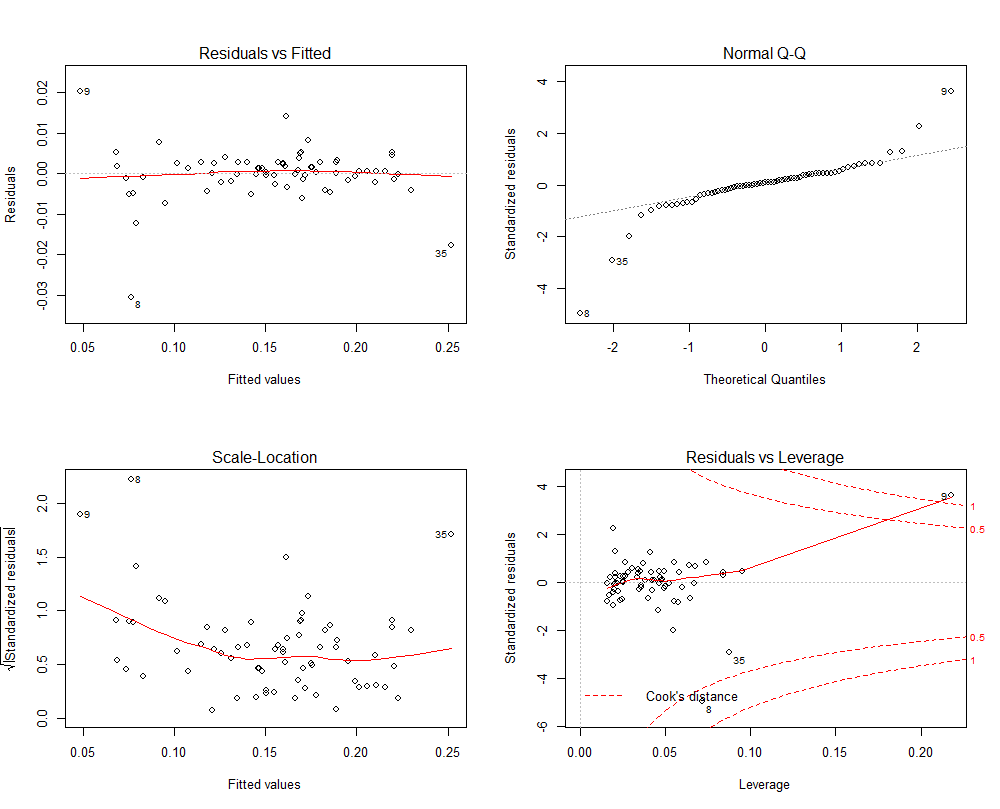 Residuals vs Fitted
Residuals
0.02
0.01
0.00
-0.01
-0.02
-0.03
9
35
8
0.05 0.10 0.15 0.20 0.25
Fitted values
Normal Q-Q
Standardized residuals
4
2
0
-2
-4
9
35
8
-2 -1 0 1 2
Theoretical Quantiles
Scale-Location
√|Standardized residuals|
2.0
1.5
1.0
0.5
0.0
8
9
35
0.05 0.10 0.15 0.20 0.25
Fitted values
Residuals vs Leverage
Standardized residuals
4
2
0
-2
-4
-6
9
1
0.5
0.5
35
1
Cook's distance
8
0.00 0.05 0.10 0.15 0.20
Leverage